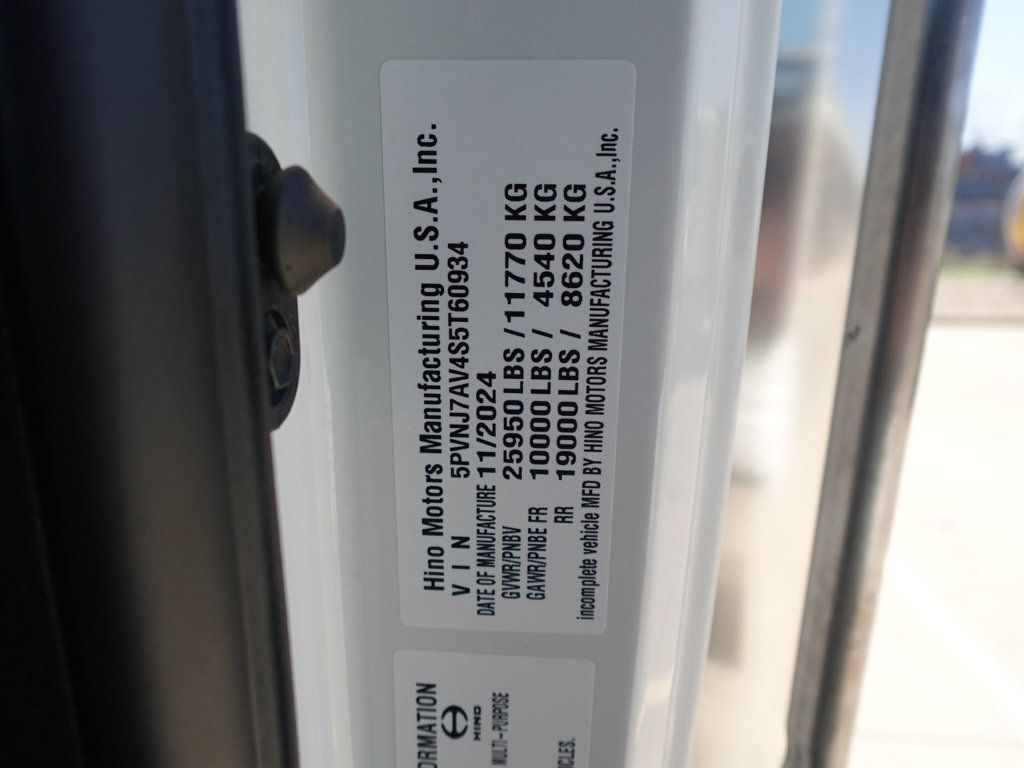 Hino Motors Manufacturing U.S.A.,Inc.
V I N 5PVNJ7AV4S5T60934
DATE OF MANUFACTURE 11/2024
GVWR/PNBV 25950 LBS / 11770 KG
GAWR/PNBE FR 10000 LBS / 4540 KG
RR 19000 LBS / 8620 KG
incomplete vehicle MFD BY HINO MOTORS MANUFACTURING U.S.A.,Inc.
ORMATION
HINO
MULTI-PURPOSE
ICLES.